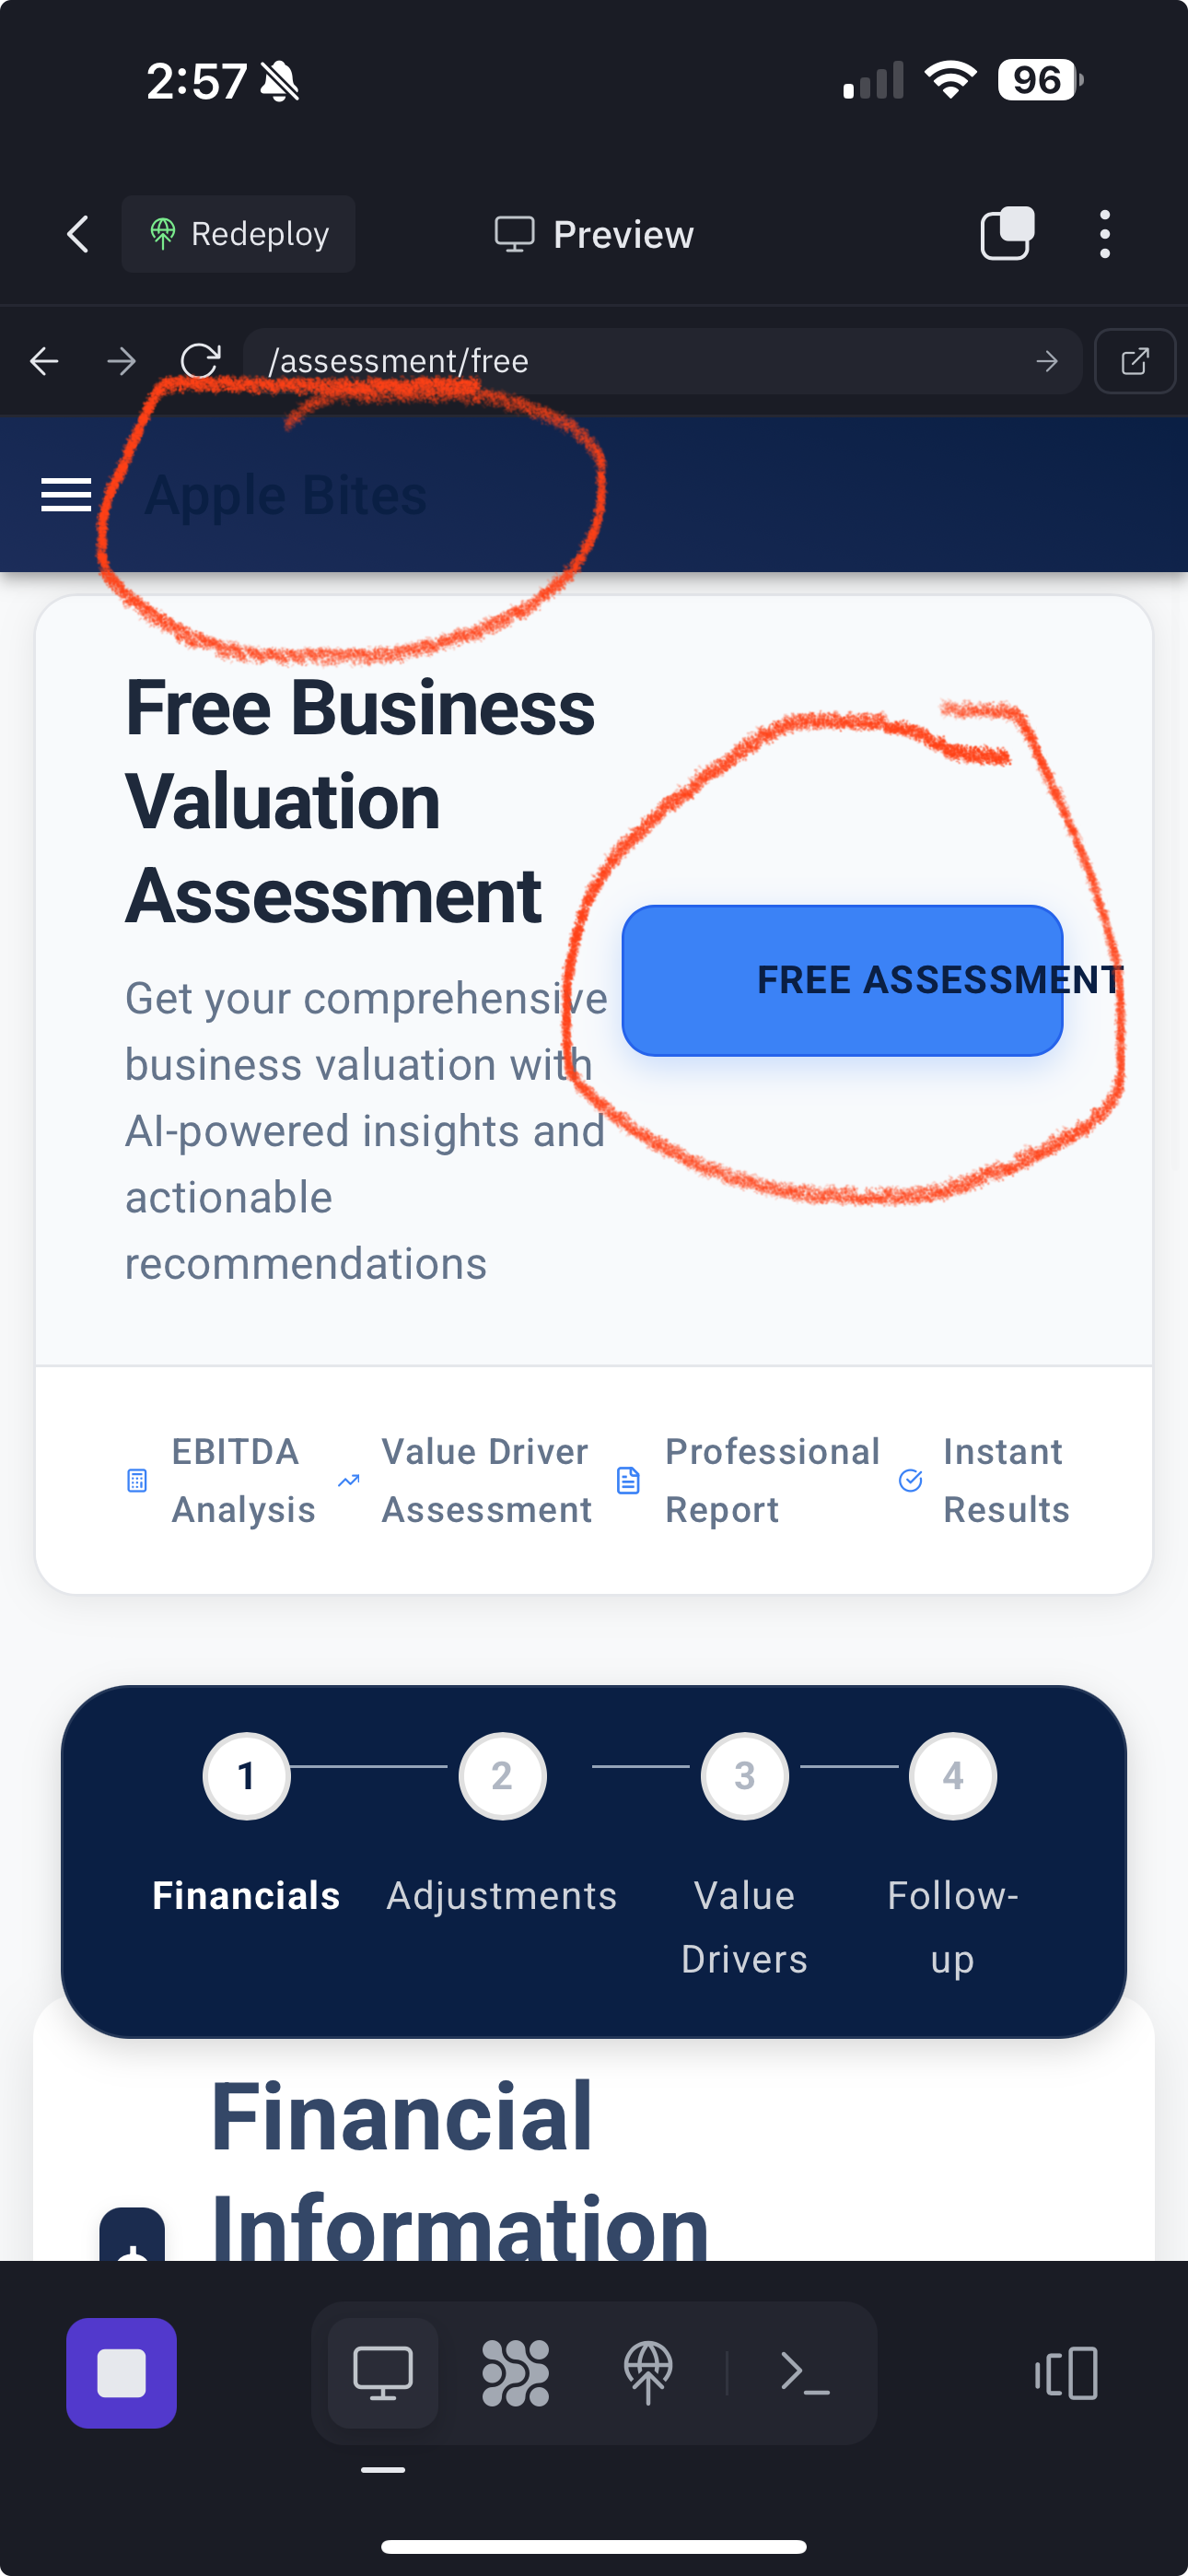 2:57
96
Redeploy
Preview
/assessment/free
Apple Bites
Free Business
Valuation
Assessment
FREE ASSESSMENT
Get your comprehensive
business valuation with
AI-powered insights and
actionable
recommendations
EBITDA
Analysis
Value Driver
Assessment
Professional
Report
Instant
Results
1
2
3
4
Financials
Adjustments
Value
Drivers
Follow-
up
Financial
Information